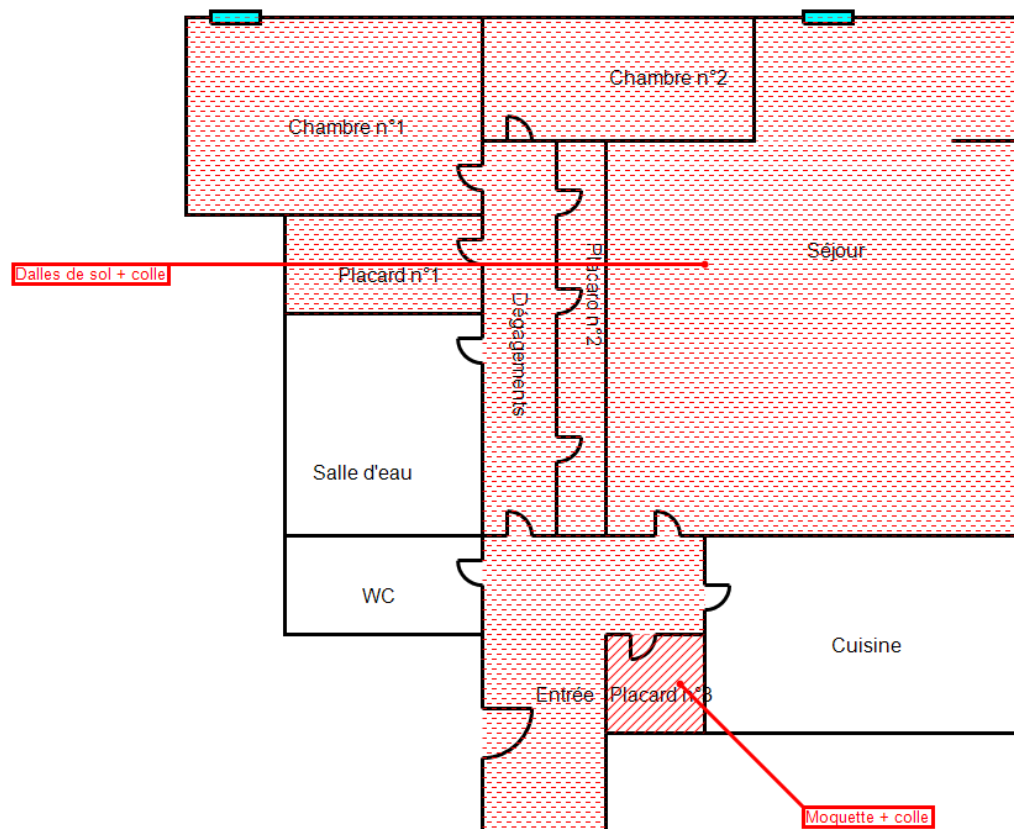 Chambre n°2
Chambre n°1
Séjour
Dalles de sol + colle
Placard n°1
Placard n°2
Dégagements
Salle d'eau
WC
Cuisine
Entrée
Placard n°3
Moquette + colle